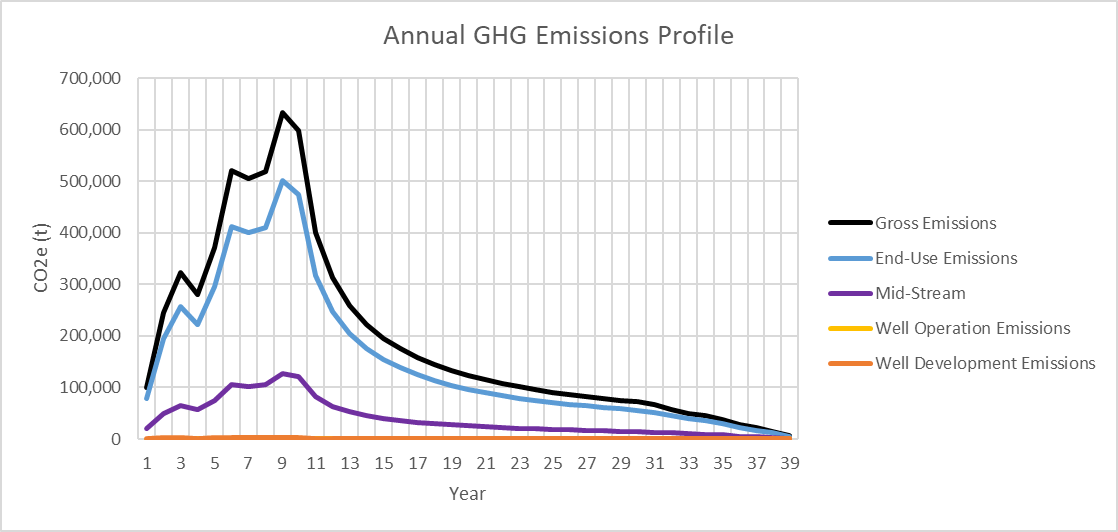 Annual GHG Emissions Profile
700,000
600,000
500,000
400,000
300,000
200,000
100,000
0
CO2e (t)
1 3 5 7 9 11 13 15 17 19 21 23 25 27 29 31 33 35 37 39
Year
Gross Emissions
End-Use Emissions
Mid-Stream
Well Operation Emissions
Well Development Emissions